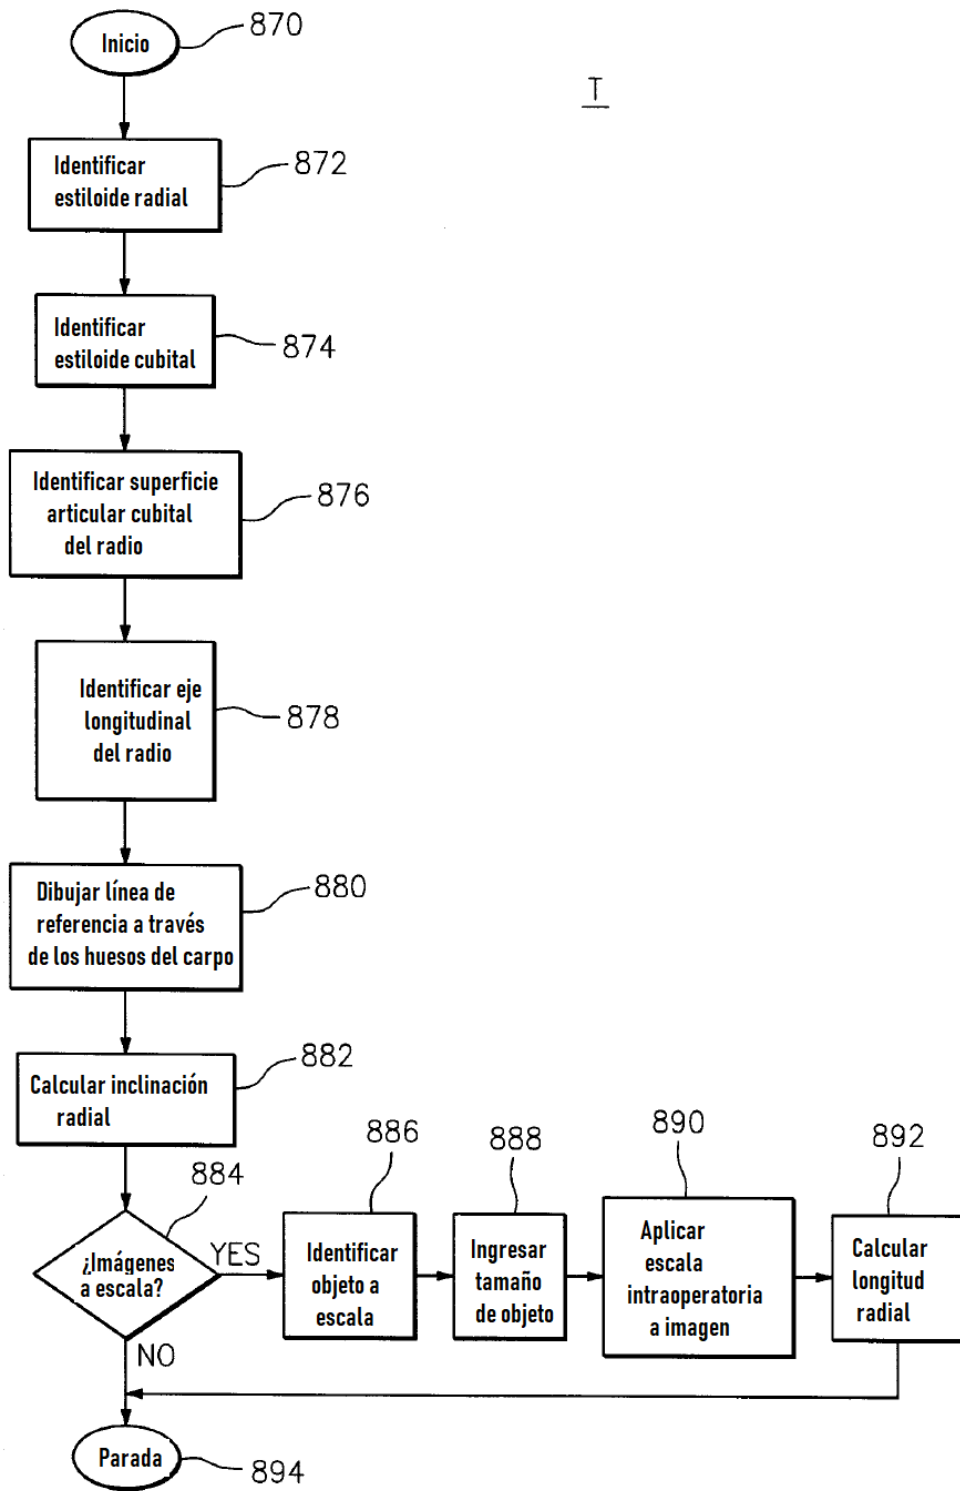 Inicio
870
T
Identificar
estiloide radial
872
Identificar
estiloide cubital
874
Identificar superficie
articular cubital
del radio
876
Identificar eje
longitudinal
del radio
878
Dibujar línea de
referencia a través
de los huesos del carpo
880
Calcular inclinación
radial
882
¿Imágenes
a escala?
884
YES
NO
Identificar
objeto a
escala
886
Ingresar
tamaño
de objeto
888
Aplicar
escala
intraoperatoria
a imagen
890
Calcular
longitud
radial
892
Parada
894